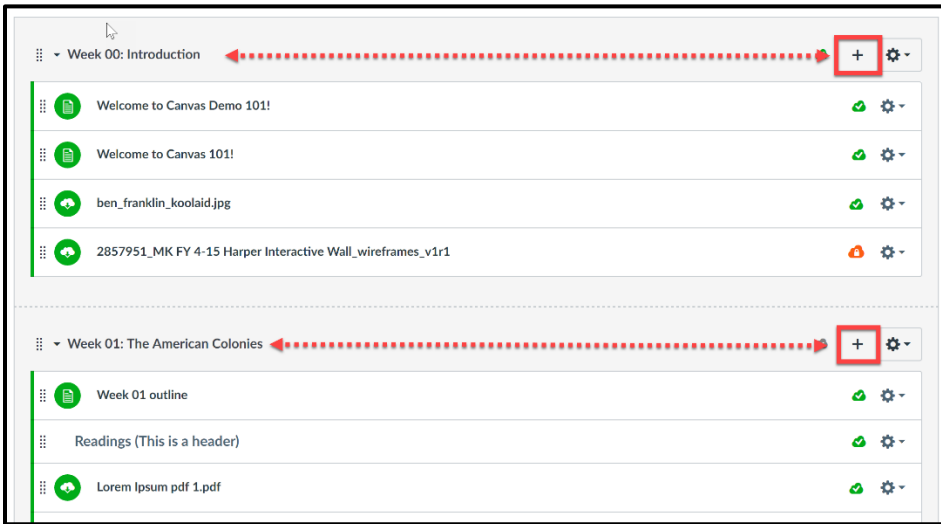 Week 00: Introduction
Welcome to Canvas Demo 101!
Welcome to Canvas 101!
ben_franklin_koolaid.jpg
2857951_MK FY 4-15 Harper Interactive Wall_wireframes_v1r1
Week 01: The American Colonies
Week 01 outline
Readings (This is a header)
Lorem Ipsum pdf 1.pdf